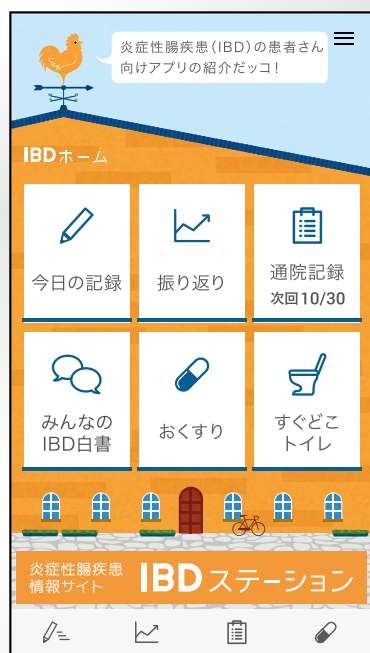 炎症性腸疾患(IBD)の患者さん
向けアプリの紹介だッコ!
IBDホーム
今日の記録
振り返り
通院記録
次回10/30
みんなの
IBD白書
おくすり
すぐどこ
トイレ
炎症性腸疾患
情報サイト
IBDステーション